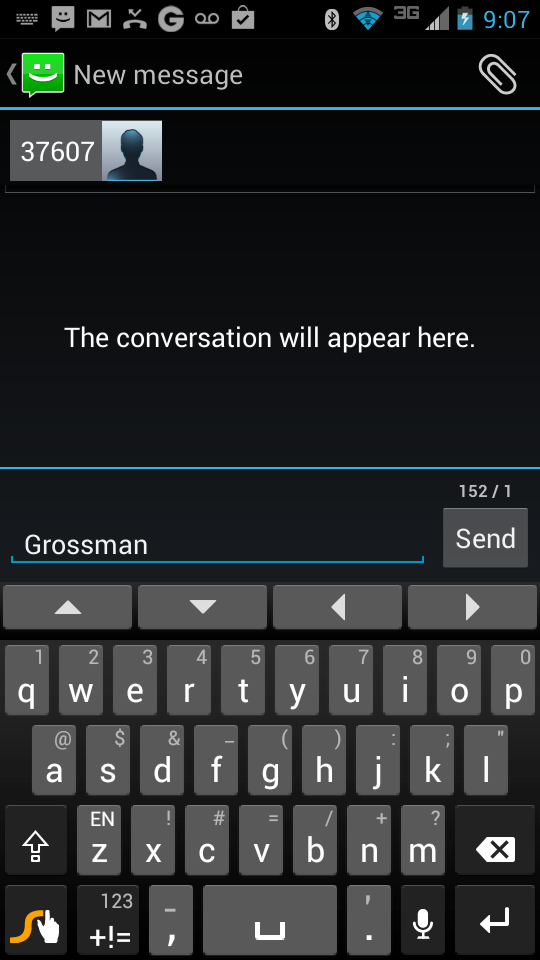 3G 9:07
New message
37607
The conversation will appear here.
152 / 1
Grossman
Send
1 2 3 4 5 6 7 8 9 0
q w e r t y u i o p
@ $ & _ ( ) : ; "
a s d f g h j k l
EN ! # = / + ?
z x c v b n m
123 - '
+!= , .